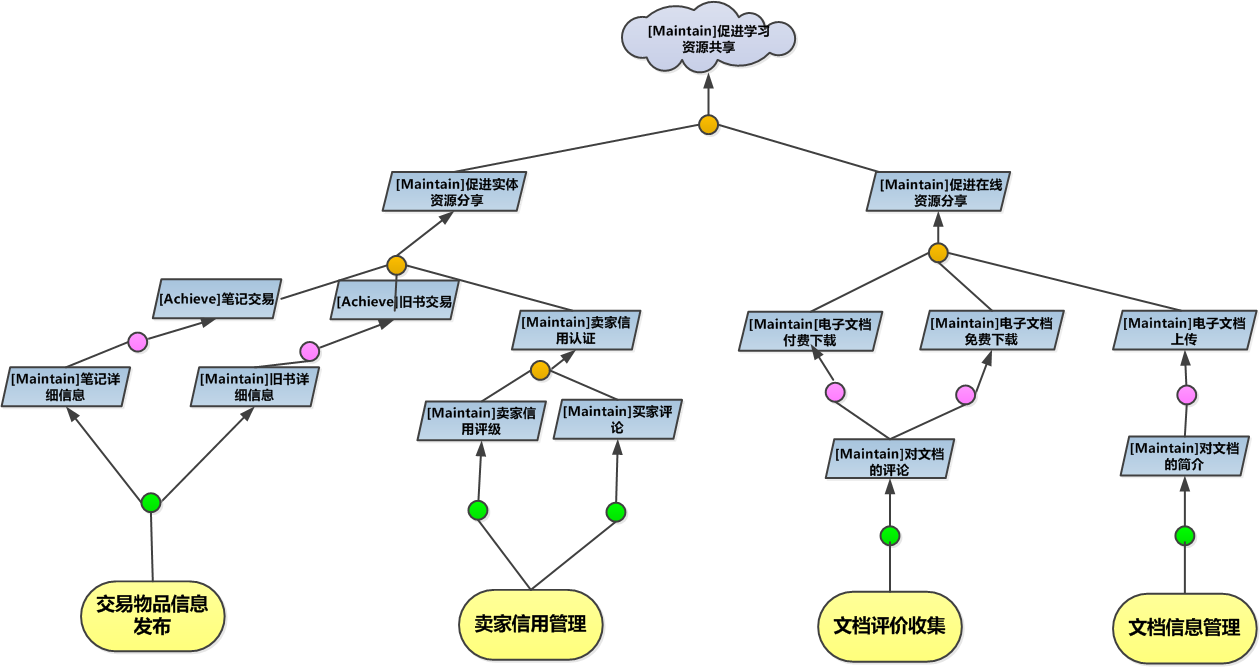 [Maintain]促进学习
资源共享
[Maintain]促进实体
资源分享
[Maintain]促进在线
资源分享
[Achieve]笔记交易
[Achieve]旧书交易
[Maintain]卖家信
用认证
[Maintain[电子文档
付费下载
[Maintain]电子文档
免费下载
[Maintain]电子文档
上传
[Maintain]笔记详
细信息
[Maintain]旧书详
细信息
[Maintain]卖家信
用评级
[Maintain]买家评
论
[Maintain]对文档
的评论
[Maintain]对文档
的简介
交易物品信息
发布
卖家信用管理
文档评价收集
文档信息管理